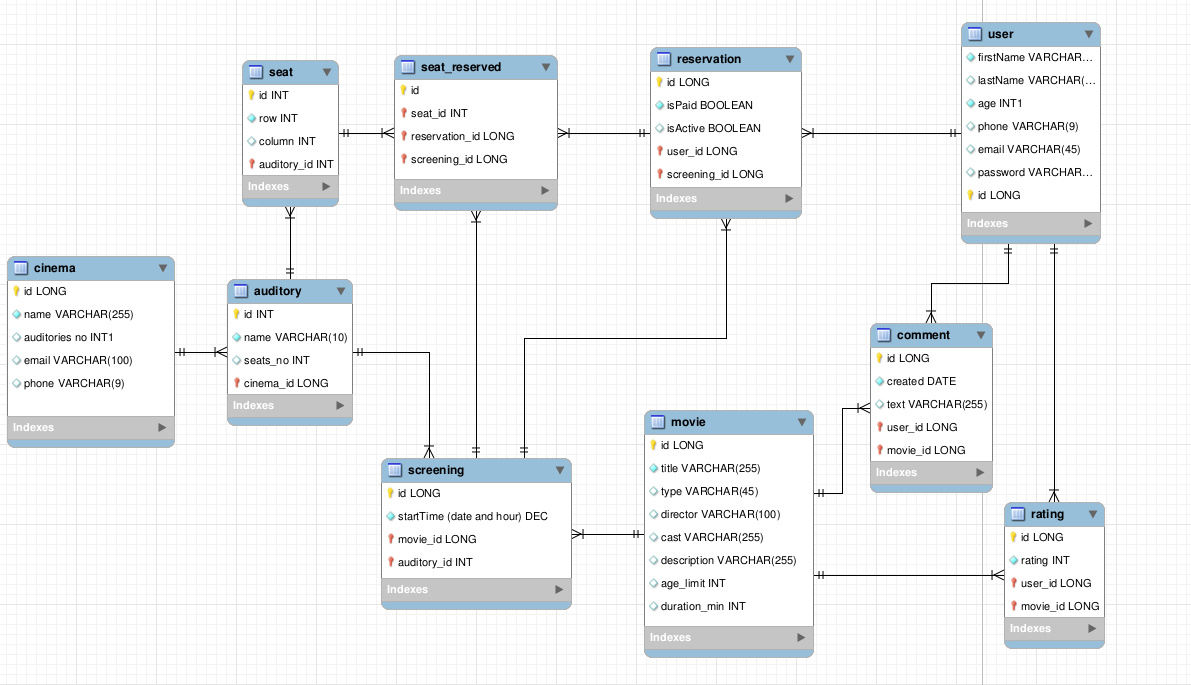 seat
id INT
row INT
column INT
auditory_id INT
Indexes
seat_reserved
id
seat_id INT
reservation_id LONG
screening_id LONG
Indexes
reservation
id LONG
isPaid BOOLEAN
isActive BOOLEAN
user_id LONG
screening_id LONG
Indexes
user
firstName VARCHAR...
lastName VARCHAR(...
age INT1
phone VARCHAR(9)
email VARCHAR(45)
password VARCHAR...
id LONG
Indexes
cinema
id LONG
name VARCHAR(255)
auditories no INT1
email VARCHAR(100)
phone VARCHAR(9)
Indexes
auditory
id INT
name VARCHAR(10)
seats_no INT
cinema_id LONG
Indexes
comment
id LONG
created DATE
text VARCHAR(255)
user_id LONG
movie_id LONG
Indexes
screening
id LONG
startTime (date and hour) DEC
movie_id LONG
auditory_id INT
Indexes
movie
id LONG
title VARCHAR(255)
type VARCHAR(45)
director VARCHAR(100)
cast VARCHAR(255)
description VARCHAR(255)
age_limit INT
duration_min INT
Indexes
rating
id LONG
rating INT
user_id LONG
movie_id LONG
Indexes